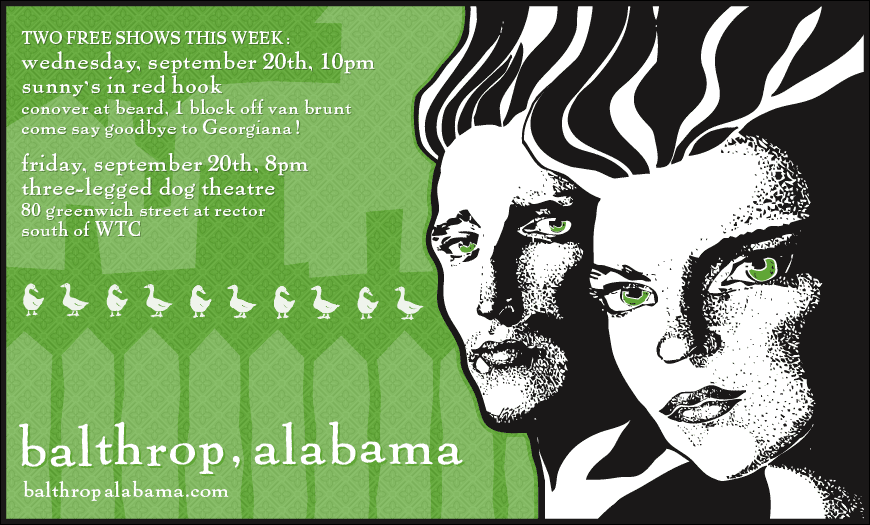 TWO FREE SHOWS THIS WEEK:
wednesday, september 20th, 10pm
sunny's in red hook
conover at beard, 1 block off van brunt
come say goodbye to Georgiana!
friday, september 20th, 8pm
three-legged dog theatre
80 greenwich street at rector
south of WTC
balthrop, alabama
balthropalabama.com